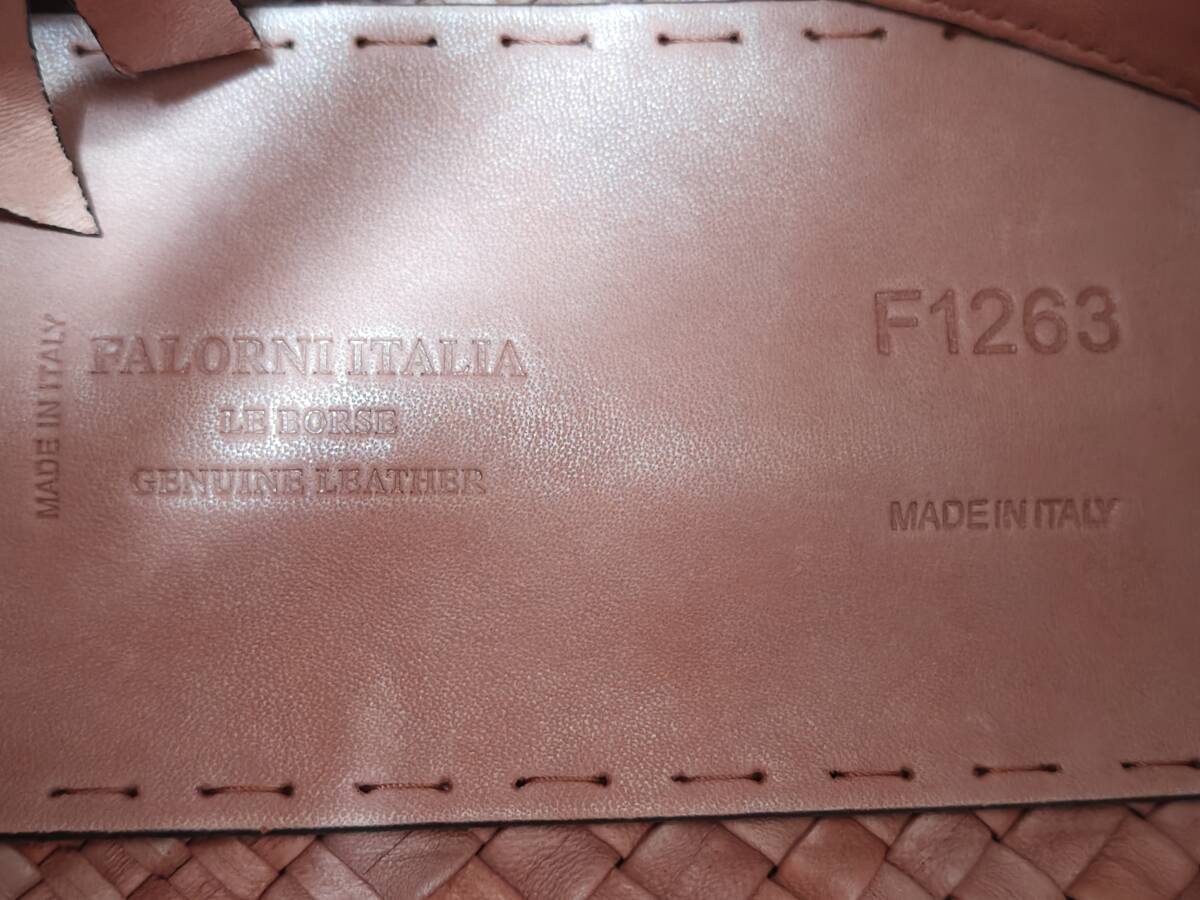 MADE IN ITALY
FALORNI ITALIA
LE BORSE
GENUINE LEATHER
F1263
MADE IN ITALY